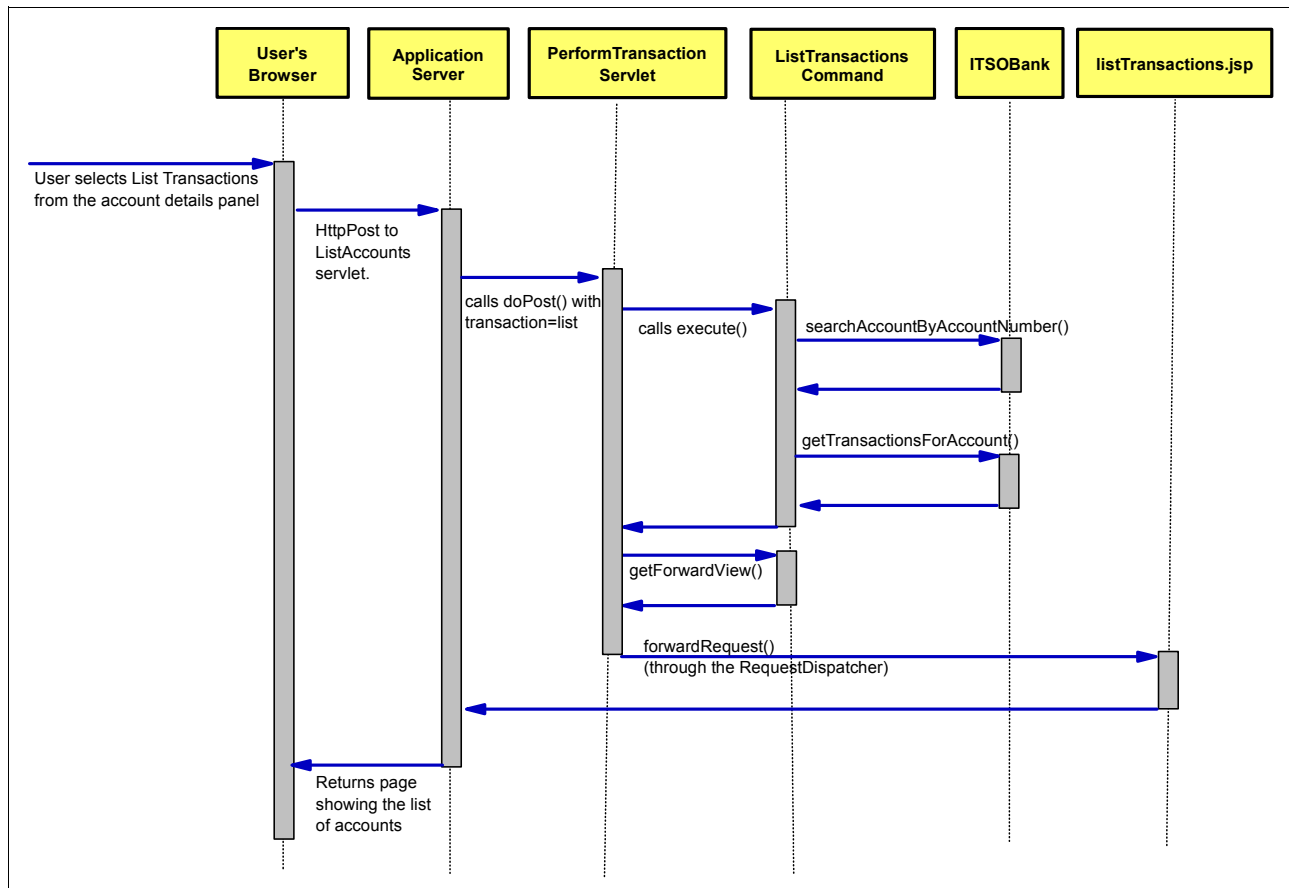 User's
Browser
Application
Server
PerformTransaction
Servlet
ListTransactions
Command
ITSOBank
listTransactions.jsp
User selects List Transactions
from the account details panel
HttpPost to
ListAccounts
servlet.
calls doPost() with
transaction=list
calls execute()
searchAccountByAccountNumber()
getTransactionsForAccount()
getForwardView()
forwardRequest()
(through the RequestDispatcher)
Returns page
showing the list
of accounts